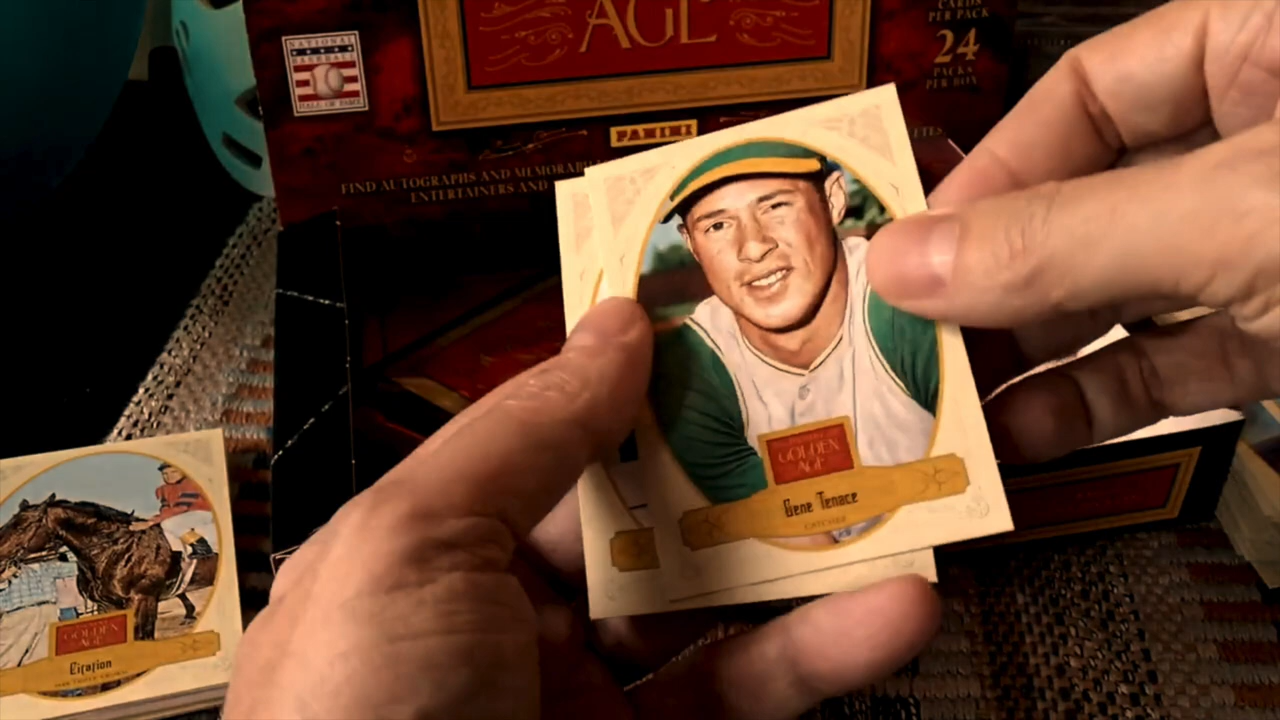 AGE
CARDS
PER PACK
24
PACKS
PER BOX
NATIONAL
BASEBALL
HALL OF FAME
PANINI
FIND AUTOGRAPHS AND MEMORABI
ENTERTAINERS AND
GOLDEN
AGE
Gene Tenace
CATCHER
GOLDEN
AGE
Citation